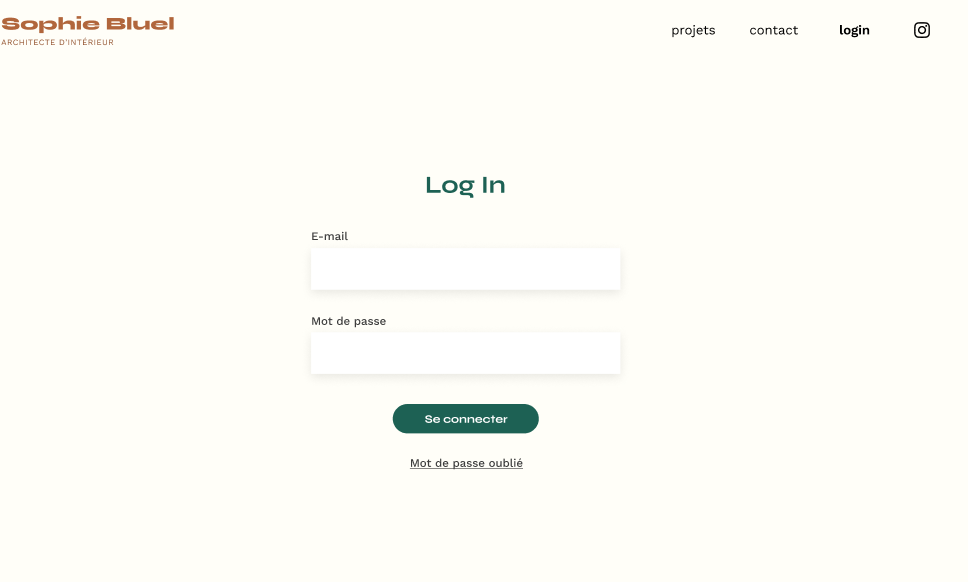 Sophie Bluel
ARCHITECTE D'INTÉRIEUR
projets contact login
Log In
E-mail
Mot de passe
Se connecter
Mot de passe oublié